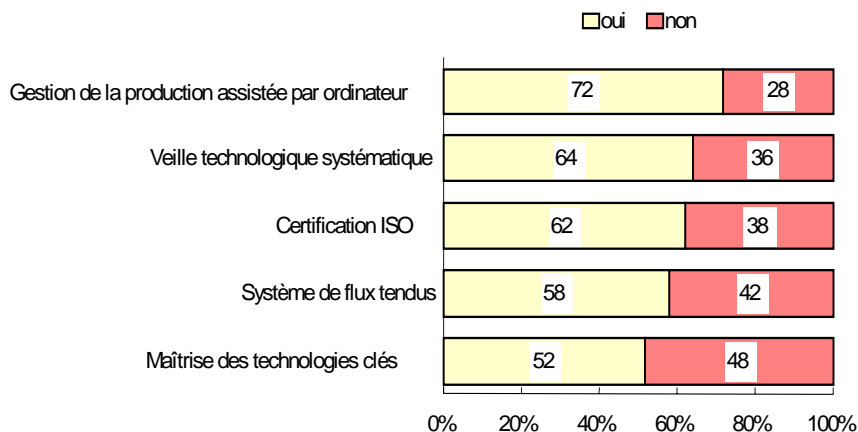 oui non
Gestion de la production assistée par ordinateur 72 28
Veille technologique systématique 64 36
Certification ISO 62 38
Système de flux tendus 58 42
Maîtrise des technologies clés 52 48
0% 20% 40% 60% 80% 100%